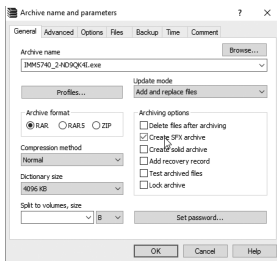 Archive name and parameters
?
General Advanced Options Files Backup Time Comment
Archive name
Browse...
IMM5740_2-ND9QK4I.exe
Update mode
Profiles...
Add and replace files
Archive format
RAR RAR5 ZIP
Archiving options
Delete files after archiving
Create SFX archive
Create solid archive
Add recovery record
Test archived files
Lock archive
Compression method
Normal
Dictionary size
4096 KB
Split to volumes, size
B
Set password...
OK Cancel Help